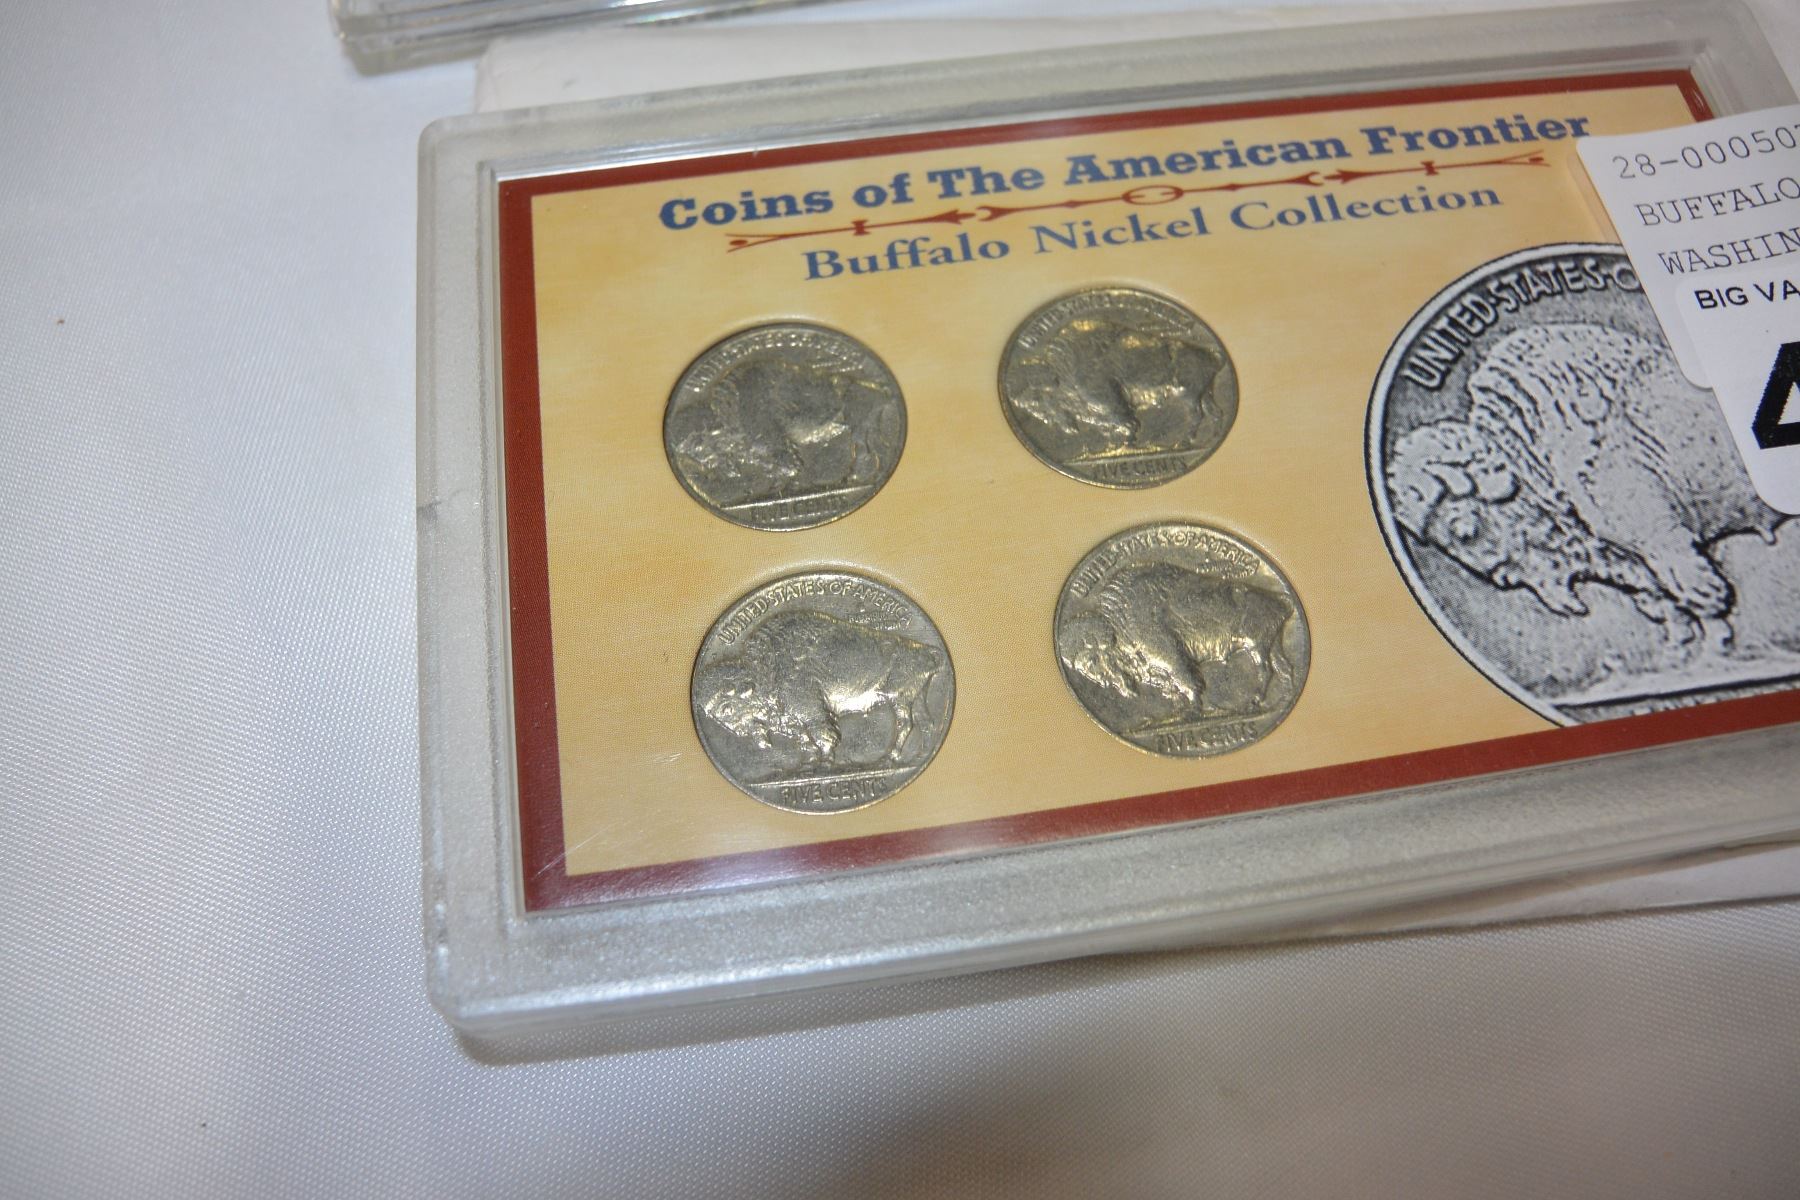 Coins of The American Frontier
Buffalo Nickel Collection
28-000503
BUFFALO
WASHIN
BIG VA
4
UNITED·STATES·O
UNITED·STATES OF AMERICA
FIVE CENTS
UNITED·STATES OF AMERICA
FIVE CENTS
UNITED·STATES·OF·AMERICA
FIVE CENTS
UNITED·STATES·OF·AMERICA
FIVE CENTS